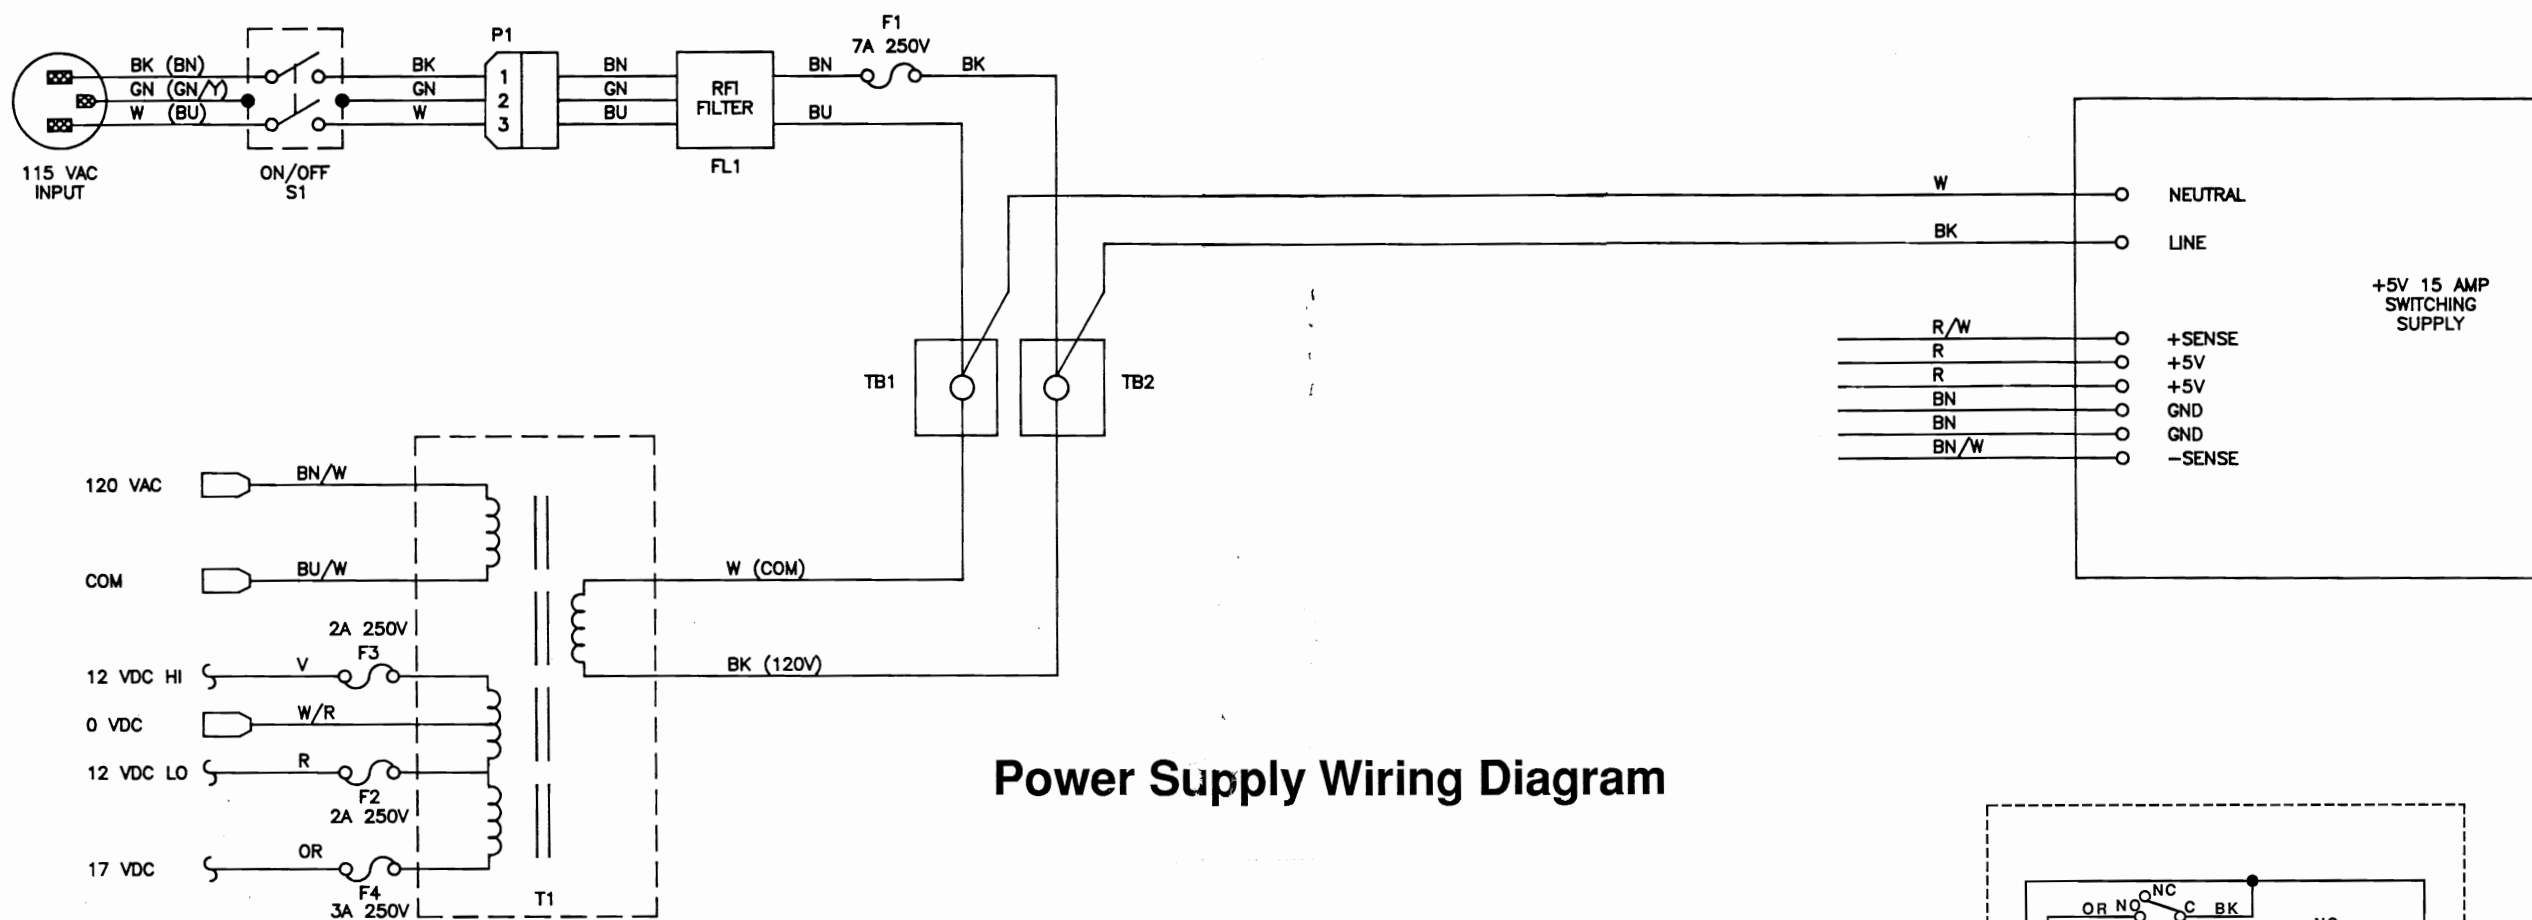 F1
7A 250V
P1
BK (BN)
GN (GN/Y)
W (BU)
BK
GN
W
1
2
3
BN
GN
BU
RFI
FILTER
BN
BK
BU
115 VAC
INPUT
ON/OFF
S1
FL1
W
NEUTRAL
BK
LINE
+5V 15 AMP
SWITCHING
SUPPLY
R/W
+SENSE
R
+5V
R
+5V
BN
GND
BN
GND
BN/W
-SENSE
TB1
TB2
120 VAC
BN/W
COM
BU/W
W (COM)
2A 250V
F3
12 VDC HI
V
BK (120V)
0 VDC
W/R
12 VDC LO
R
F2
2A 250V
17 VDC
OR
F4
3A 250V
T1
Power Supply Wiring Diagram
NC
OR NO
C
BK